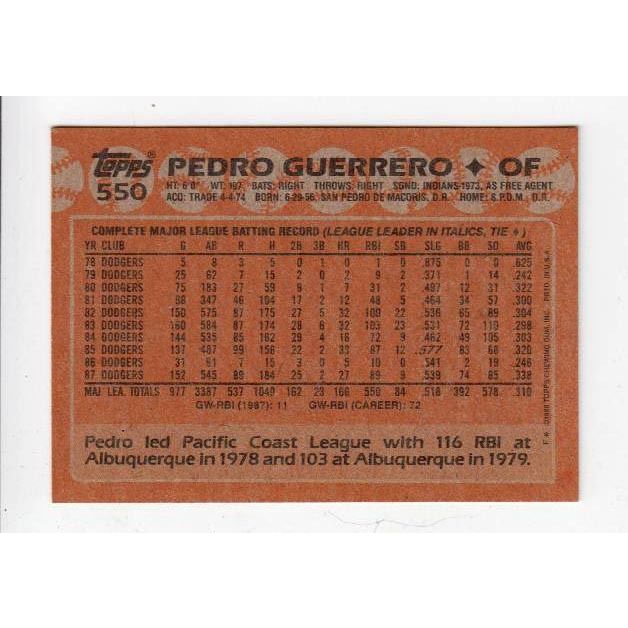 Topps®
550
PEDRO GUERRERO ✦ OF
HT: 6'0" WT: 197 BATS: RIGHT THROWS: RIGHT SGND: INDIANS-1973, AS FREE AGENT
ACQ: TRADE 4-4-74 BORN: 6-29-56, SAN PEDRO DE MACORIS, D.R. HOME: S.P.D.M., D.R.
COMPLETE MAJOR LEAGUE BATTING RECORD (LEAGUE LEADER IN ITALICS, TIE ♦)
YR CLUB G AB R H 2B 3B HR RBI SB SLG BB SO AVG
78 DODGERS 5 8 3 5 0 1 0 1 0 .875 0 0 .625
79 DODGERS 25 62 7 15 2 0 2 9 2 .371 1 14 .242
80 DODGERS 75 183 27 59 9 1 7 31 2 .497 12 31 .322
81 DODGERS 98 347 46 104 17 2 12 48 5 .464 34 57 .300
82 DODGERS 150 575 87 175 27 5 32 100 22 .536 65 89 .304
83 DODGERS 160 584 87 174 28 6 32 103 23 .531 72 110 .298
84 DODGERS 144 535 85 162 29 4 16 72 9 .462 49 105 .303
85 DODGERS 137 487 99 156 22 2 33 87 12 .577 83 68 .320
86 DODGERS 31 61 7 15 3 0 5 10 0 .541 2 19 .246
87 DODGERS 152 545 89 184 25 2 27 89 9 .539 74 85 .338
MAJ. LEA. TOTALS 977 3387 537 1049 162 23 166 550 84 .518 392 578 .310
GW-RBI (1987): 11 GW-RBI (CAREER): 72
Pedro led Pacific Coast League with 116 RBI at
Albuquerque in 1978 and 103 at Albuquerque in 1979.
F * ©1988 TOPPS CHEWING GUM, INC. PRTD. IN U.S.A.